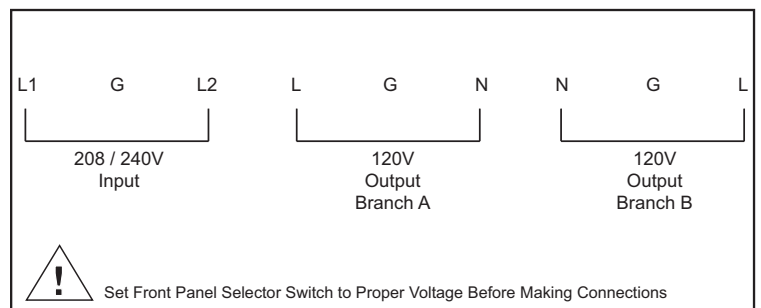 L1 G L2 L G N N G L
208 / 240V 120V 120V
Input Output Output
Branch A Branch B
! Set Front Panel Selector Switch to Proper Voltage Before Making Connections